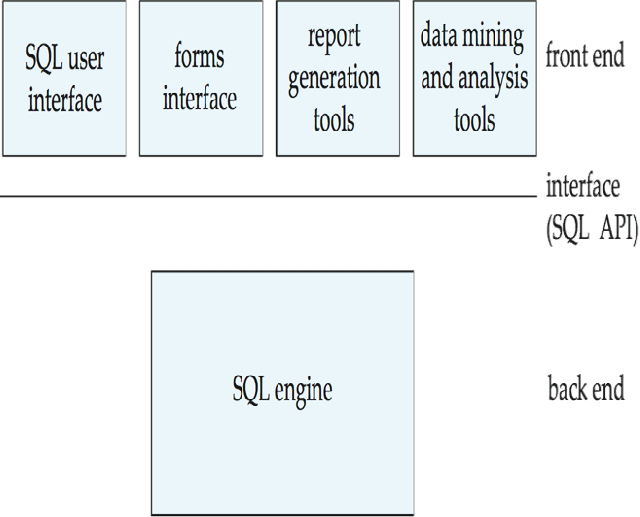 SQL user
interface
forms
interface
report
generation
tools
data mining
and analysis
tools
front end
interface
(SQL API)
SQL engine
back end